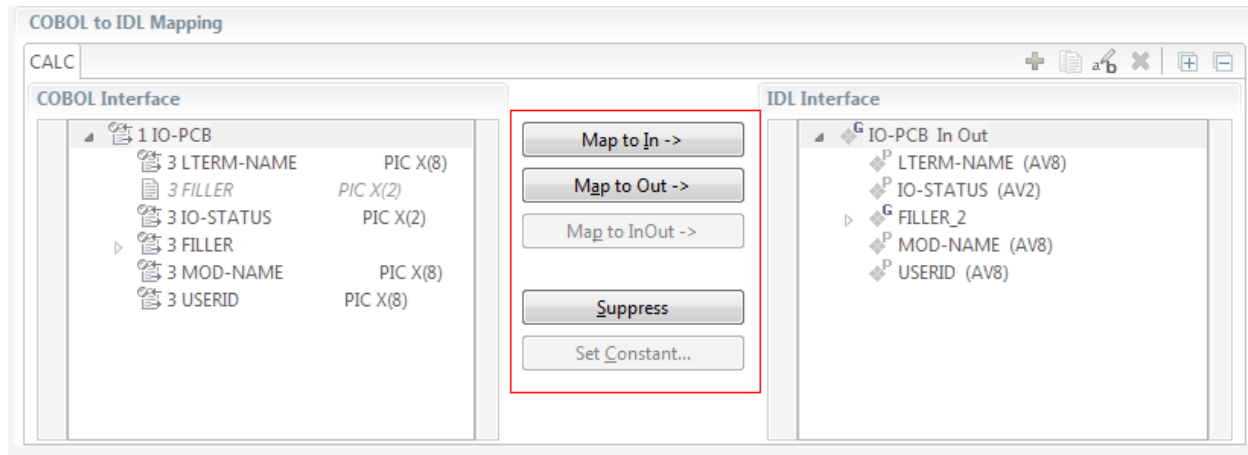 COBOL to IDL Mapping
CALC
COBOL Interface
1 IO-PCB
3 LTERM-NAME PIC X(8)
3 FILLER PIC X(2)
3 IO-STATUS PIC X(2)
3 FILLER
3 MOD-NAME PIC X(8)
3 USERID PIC X(8)
Map to In ->
Map to Out ->
Map to InOut ->
Suppress
Set Constant...
IDL Interface
G IO-PCB In Out
P LTERM-NAME (AV8)
P IO-STATUS (AV2)
G FILLER_2
P MOD-NAME (AV8)
P USERID (AV8)